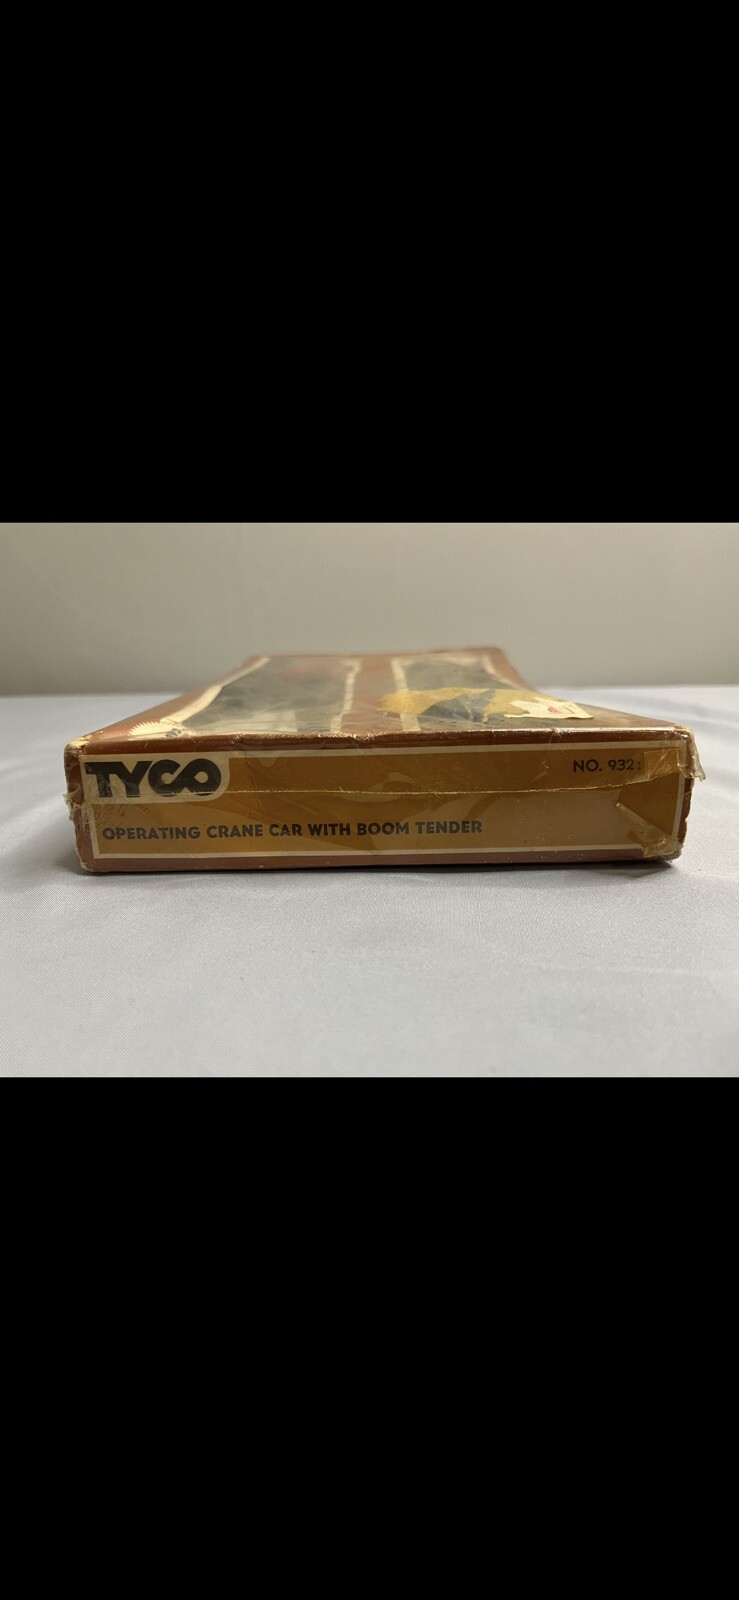 TYCO
NO. 932:
OPERATING CRANE CAR WITH BOOM TENDER